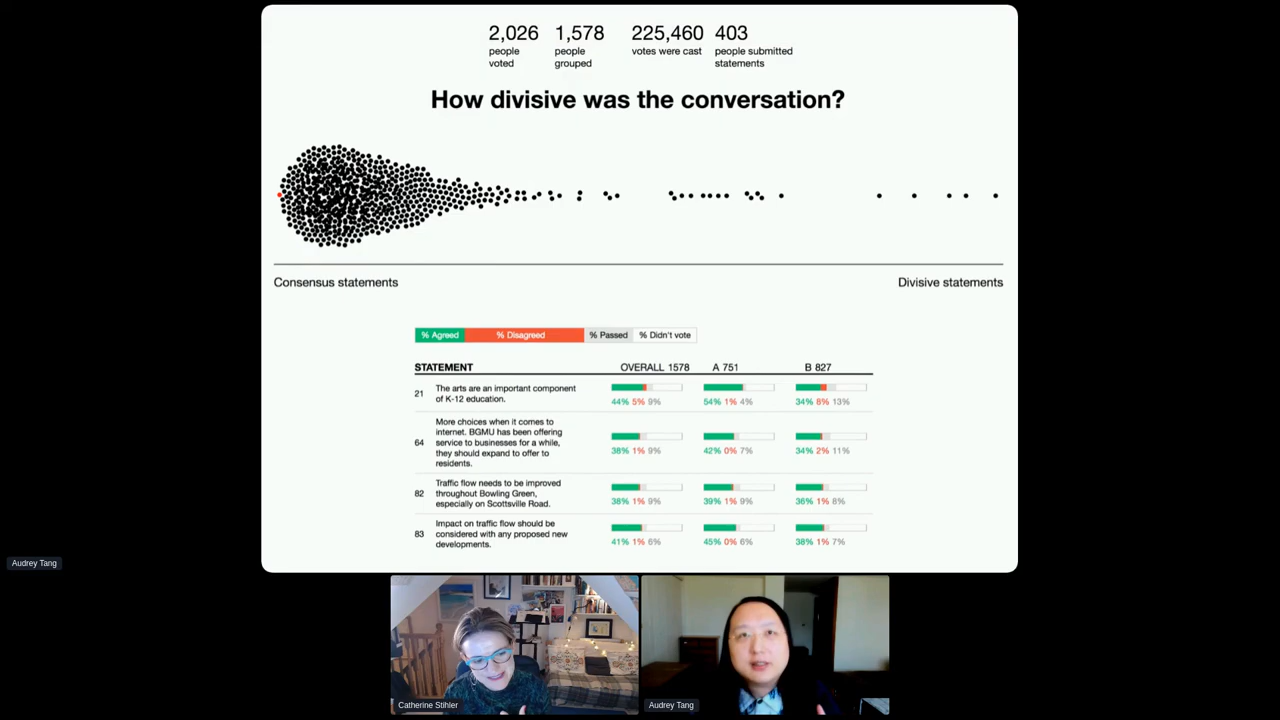 2,026 1,578 225,460 403
people voted people grouped votes were cast people submitted statements
How divisive was the conversation?
Consensus statements Divisive statements
% Agreed % Disagreed % Passed % Didn't vote
STATEMENT OVERALL 1578 A 751 B 827
21 The arts are an important component
of K-12 education.
44% 5% 9% 54% 1% 4% 34% 8% 13%
64 More choices when it comes to
internet. BGMU has been offering
service to businesses for a while,
they should expand to offer to
residents.
38% 1% 9% 42% 0% 7% 34% 2% 11%
82 Traffic flow needs to be improved
throughout Bowling Green,
especially on Scottsville Road.
38% 1% 9% 39% 1% 9% 36% 1% 8%
83 Impact on traffic flow should be
considered with any proposed new
developments.
41% 1% 6% 45% 0% 6% 38% 1% 7%
Audrey Tang
Catherine Stihler
Audrey Tang